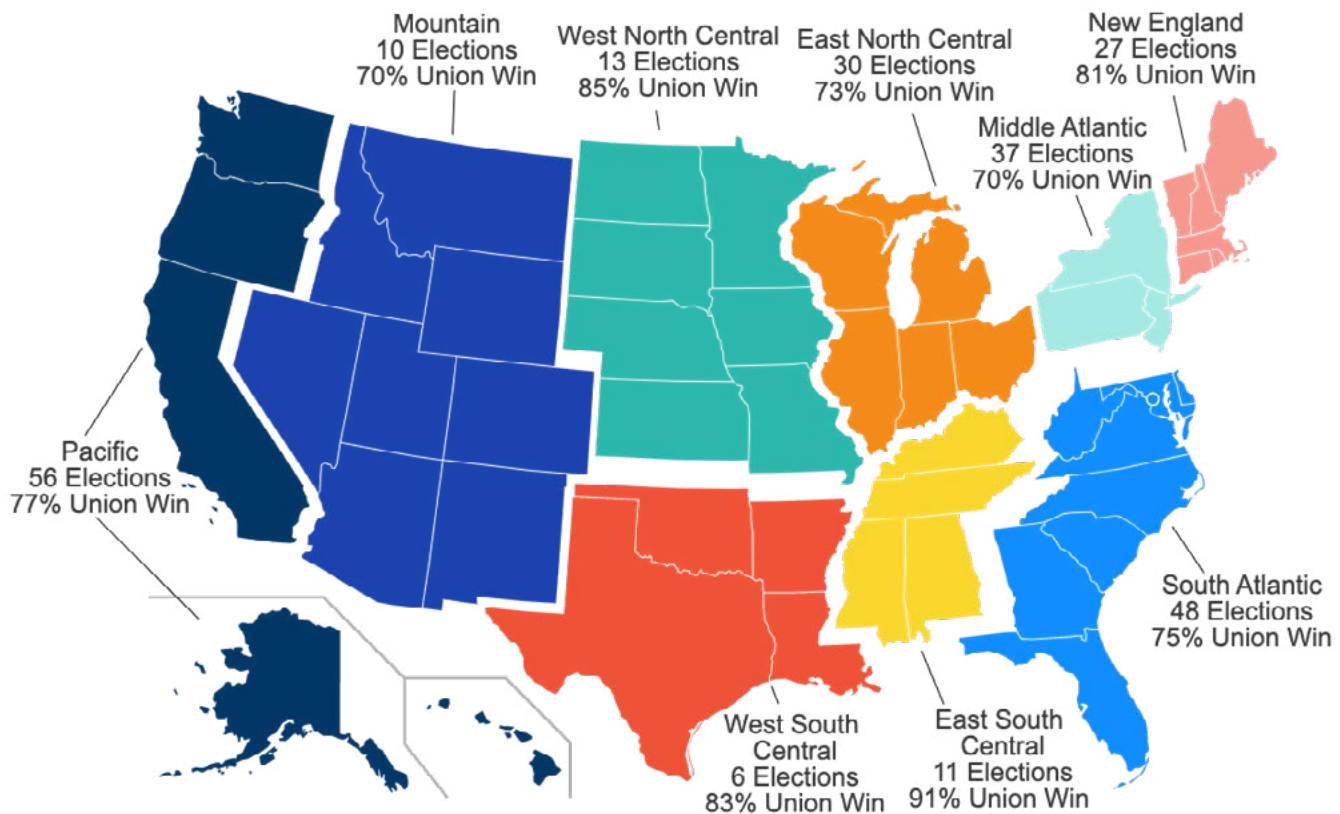 Mountain
10 Elections
70% Union Win
West North Central
13 Elections
85% Union Win
East North Central
30 Elections
73% Union Win
New England
27 Elections
81% Union Win
Middle Atlantic
37 Elections
70% Union Win
Pacific
56 Elections
77% Union Win
South Atlantic
48 Elections
75% Union Win
West South
Central
6 Elections
83% Union Win
East South
Central
11 Elections
91% Union Win